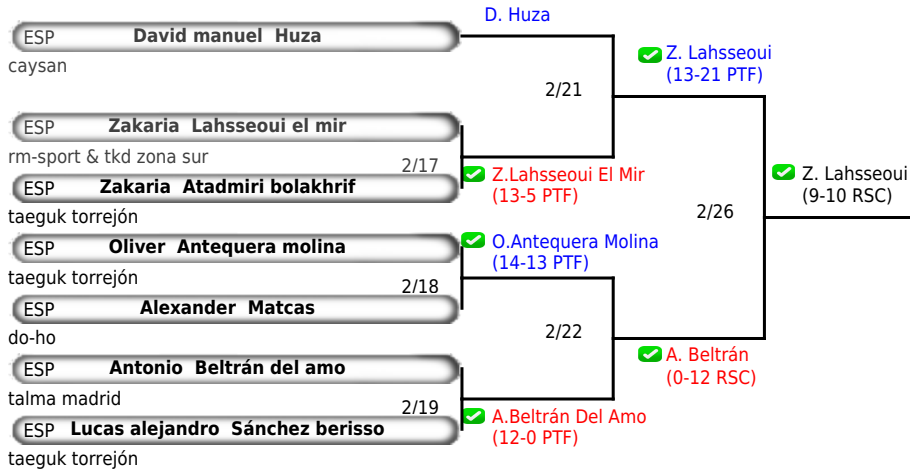 D. Huza
ESP David manuel Huza
caysan
Z. Lahsseoui
(13-21 PTF)
2/21
ESP Zakaria Lahsseoui el mir
rm-sport & tkd zona sur
2/17
Z.Lahsseoui El Mir
(13-5 PTF)
Z. Lahsseoui
(9-10 RSC)
ESP Zakaria Atadmiri bolakhrif
taeguk torrejón
2/26
ESP Oliver Antequera molina
O.Antequera Molina
(14-13 PTF)
taeguk torrejón
2/18
ESP Alexander Matcas
do-ho
2/22
A. Beltrán
(0-12 RSC)
ESP Antonio Beltrán del amo
talma madrid
2/19
A.Beltrán Del Amo
(12-0 PTF)
ESP Lucas alejandro Sánchez berisso
taeguk torrejón